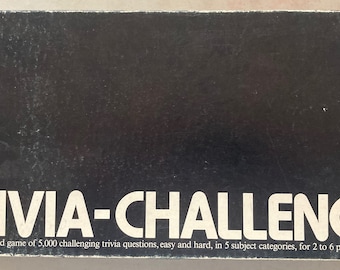 IVIA-CHALLENG
d game of 5,000 challenging trivia questions, easy and hard, in 5 subject categories, for 2 to 6 p